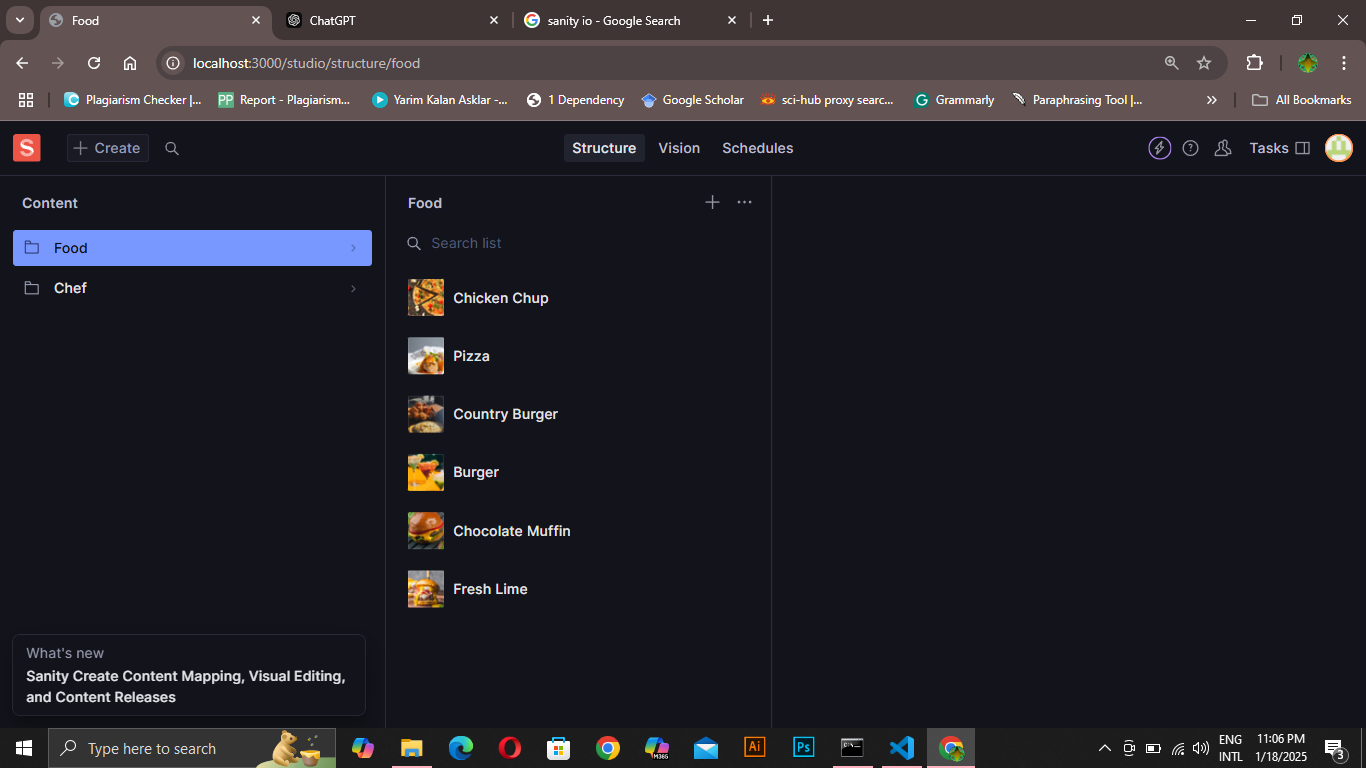 Food
ChatGPT
sanity io - Google Search
localhost:3000/studio/structure/food
Plagiarism Checker |...
PP
Report - Plagiarism...
Yarim Kalan Asklar -...
1 Dependency
Google Scholar
sci-hub proxy searc...
Grammarly
Paraphrasing Tool |...
All Bookmarks
S
Create
Structure
Vision
Schedules
Tasks
Content
Food
Chef
Food
Search list
Chicken Chup
Pizza
Country Burger
Burger
Chocolate Muffin
Fresh Lime
What's new
Sanity Create Content Mapping, Visual Editing,
and Content Releases
Type here to search
M365
Ai
Ps
ENG
INTL
11:06 PM
1/18/2025
3